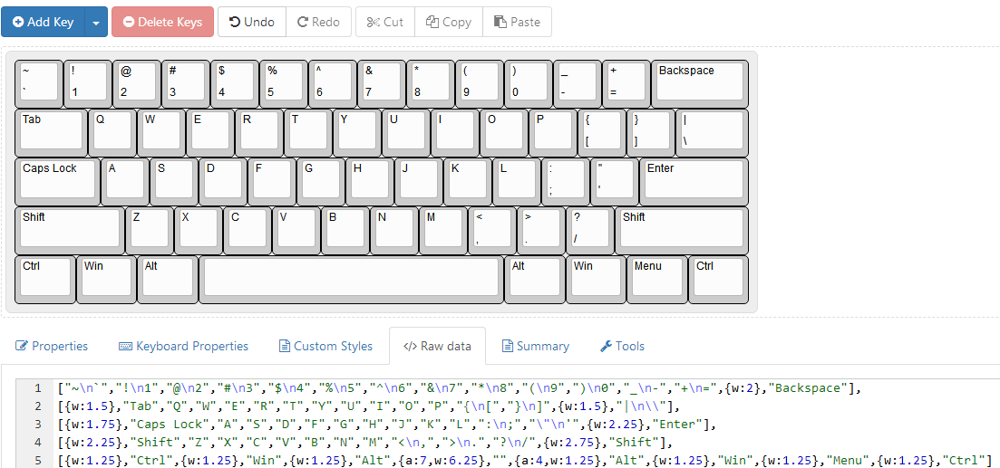 Add Key Delete Keys Undo Redo Cut Copy Paste
~ ! @ # $ % ^ & * ( ) _ + Backspace
` 1 2 3 4 5 6 7 8 9 0 - =
Tab Q W E R T Y U I O P { } |
[ ] \
Caps Lock A S D F G H J K L : " Enter
; '
Shift Z X C V B N M < > ? Shift
, . /
Ctrl Win Alt Alt Win Menu Ctrl
Properties Keyboard Properties Custom Styles </> Raw data Summary Tools
1 ["~\n`","!\n1","@\n2","#\n3","$\n4","%\n5","^\n6","&\n7","*\n8","(\n9",")\n0","_\n-","+\n=",{w:2},"Backspace"],
2 [{w:1.5},"Tab","Q","W","E","R","T","Y","U","I","O","P","{\n[","}\n]",{w:1.5},"|\n\\"],
3 [{w:1.75},"Caps Lock","A","S","D","F","G","H","J","K","L",":\n;","\"\n'",{w:2.25},"Enter"],
4 [{w:2.25},"Shift","Z","X","C","V","B","N","M","<\n,",">\n.","?\n/",{w:2.75},"Shift"],
5 [{w:1.25},"Ctrl",{w:1.25},"Win",{w:1.25},"Alt",{a:7,w:6.25},"",{a:4,w:1.25},"Alt",{w:1.25},"Win",{w:1.25},"Menu",{w:1.25},"Ctrl"]